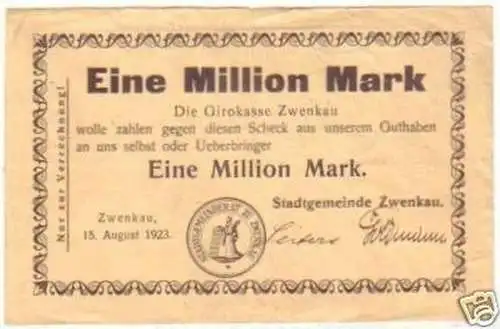 Nur zur Verrechnung!
Eine Million Mark
Die Girokasse Zwenkau
wolle zahlen gegen diesen Scheck aus unserem Guthaben
an uns selbst oder Ueberbringer
Eine Million Mark.
Stadtgemeinde Zwenkau.
Zwenkau,
15. August 1923.